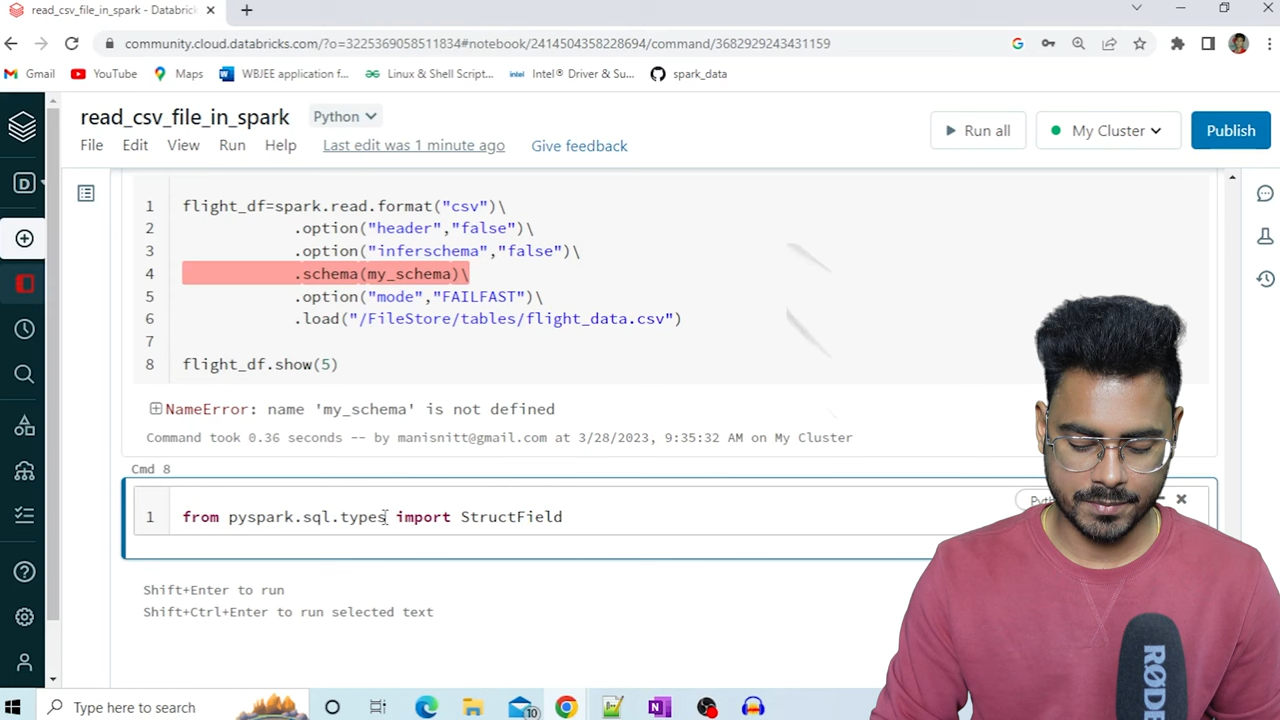 read_csv_file_in_spark - Databric
community.cloud.databricks.com/?o=3225369058511834#notebook/2414504358228694/command/3682929243431159
Gmail YouTube Maps WBJEE application f... Linux & Shell Script... Intel® Driver & Su... spark_data
read_csv_file_in_spark Python
Run all My Cluster Publish
File Edit View Run Help Last edit was 1 minute ago Give feedback
1 flight_df=spark.read.format("csv")\
2 .option("header","false")\
3 .option("inferschema","false")\
4 .schema(my_schema)\
5 .option("mode","FAILFAST")\
6 .load("/FileStore/tables/flight_data.csv")
7
8 flight_df.show(5)
NameError: name 'my_schema' is not defined
Command took 0.36 seconds -- by manisnitt@gmail.com at 3/28/2023, 9:35:32 AM on My Cluster
Cmd 8
1 from pyspark.sql.types import StructField
Shift+Enter to run
Shift+Ctrl+Enter to run selected text
Type here to search
10